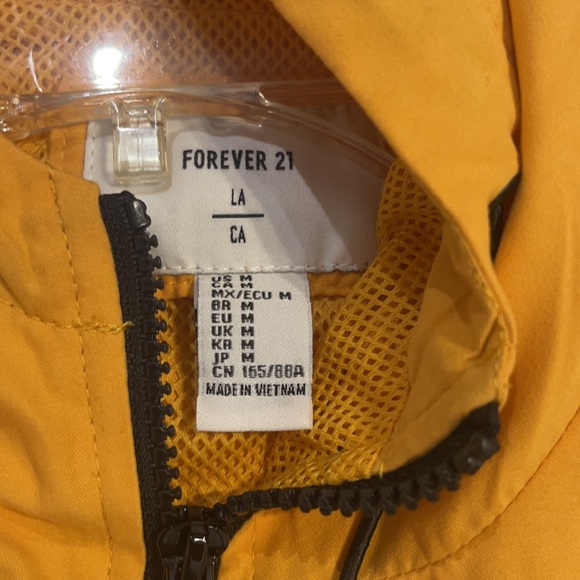 FOREVER 21
LA
CA
US M
CA M
MX/ECU M
BR M
EU M
UK M
KR M
JP M
CN 165/88A
MADE IN VIETNAM